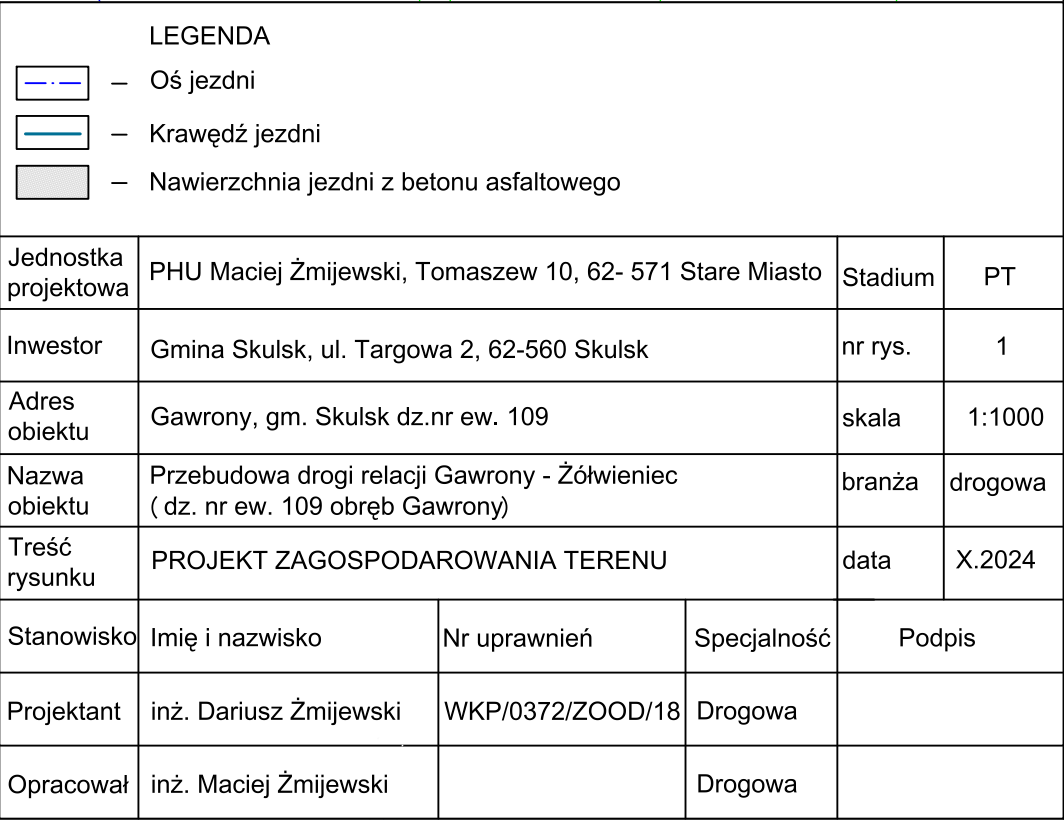 LEGENDA
– Oś jezdni
– Krawędź jezdni
– Nawierzchnia jezdni z betonu asfaltowego
Jednostka
projektowa
PHU Maciej Żmijewski, Tomaszew 10, 62- 571 Stare Miasto
Stadium
PT
Inwestor
Gmina Skulsk, ul. Targowa 2, 62-560 Skulsk
nr rys.
1
Adres
obiektu
Gawrony, gm. Skulsk dz.nr ew. 109
skala
1:1000
Nazwa
obiektu
Przebudowa drogi relacji Gawrony - Żółwieniec
( dz. nr ew. 109 obręb Gawrony)
branża
drogowa
Treść
rysunku
PROJEKT ZAGOSPODAROWANIA TERENU
data
X.2024
Stanowisko
Imię i nazwisko
Nr uprawnień
Specjalność
Podpis
Projektant
inż. Dariusz Żmijewski
WKP/0372/ZOOD/18
Drogowa
Opracował
inż. Maciej Żmijewski
Drogowa